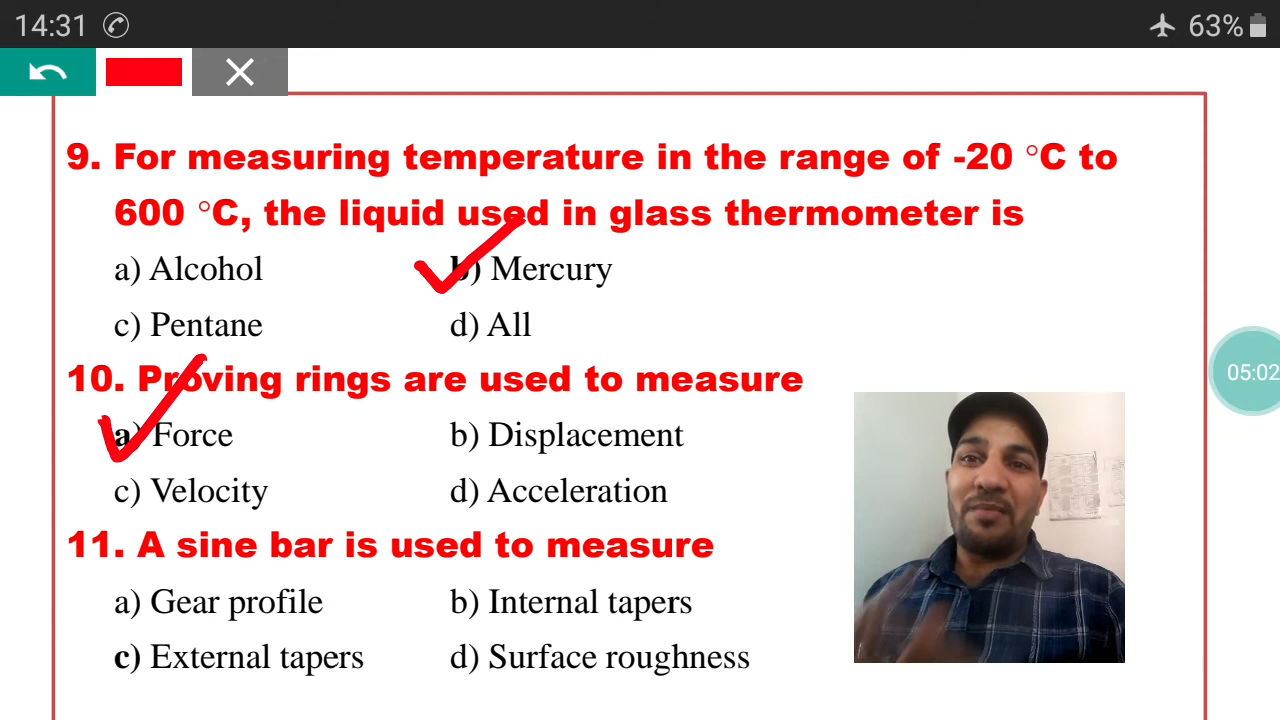 14:31
63%
9. For measuring temperature in the range of -20 °C to
600 °C, the liquid used in glass thermometer is
a) Alcohol b) Mercury
c) Pentane d) All
10. Proving rings are used to measure
a) Force b) Displacement
c) Velocity d) Acceleration
05:02
11. A sine bar is used to measure
a) Gear profile b) Internal tapers
c) External tapers d) Surface roughness